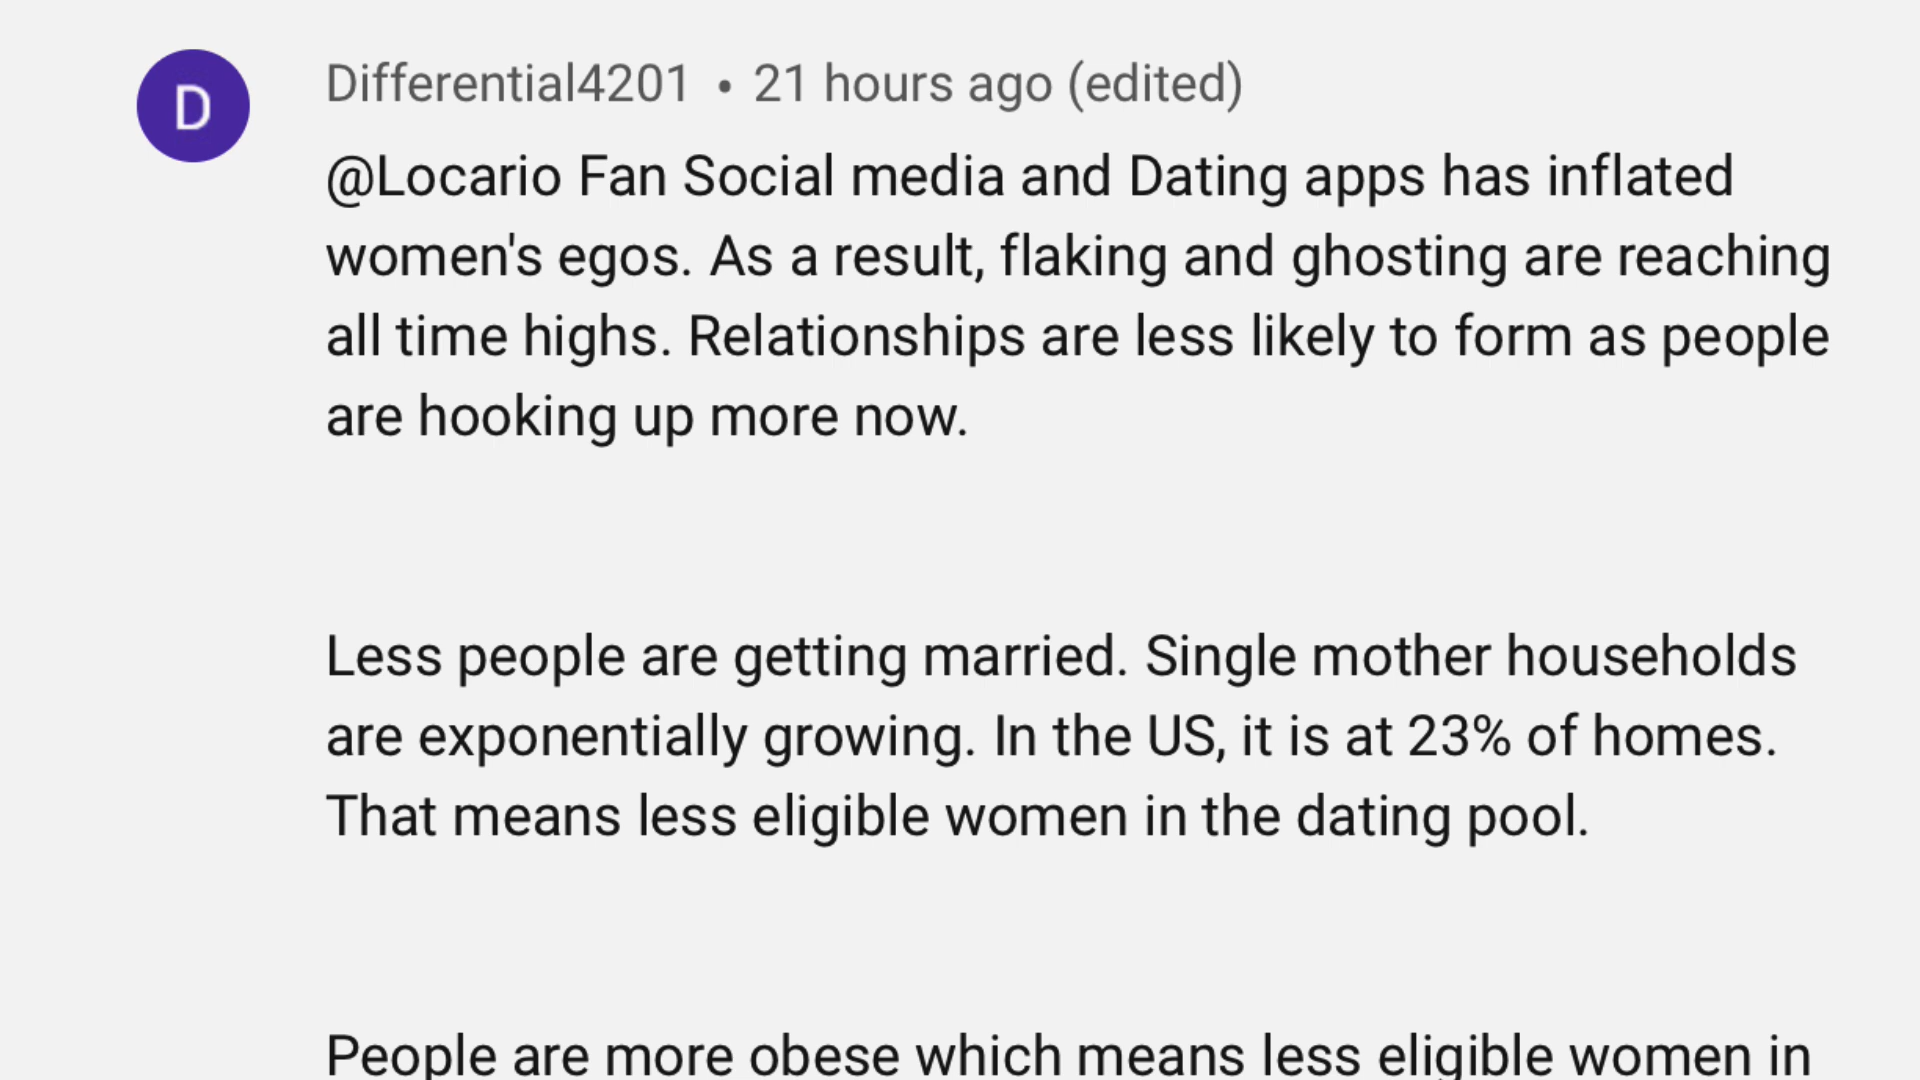 D
Differential4201 • 21 hours ago (edited)
@Locario Fan Social media and Dating apps has inflated
women's egos. As a result, flaking and ghosting are reaching
all time highs. Relationships are less likely to form as people
are hooking up more now.
Less people are getting married. Single mother households
are exponentially growing. In the US, it is at 23% of homes.
That means less eligible women in the dating pool.
People are more obese which means less eligible women in